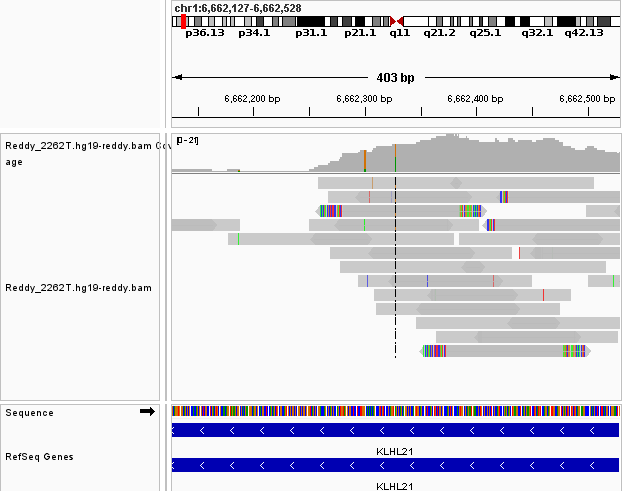 chr1:6,662,127-6,662,528
p36.13 p34.1 p31.1 p21.1 q11 q21.2 q25.1 q32.1 q42.13
403 bp
6,662,200 bp 6,662,300 bp 6,662,400 bp 6,662,500 bp
Reddy_2262T.hg19-reddy.bam Cov
age
[0-21]
Reddy_2262T.hg19-reddy.bam
Sequence
KLHL21
RefSeq Genes
KLHL21